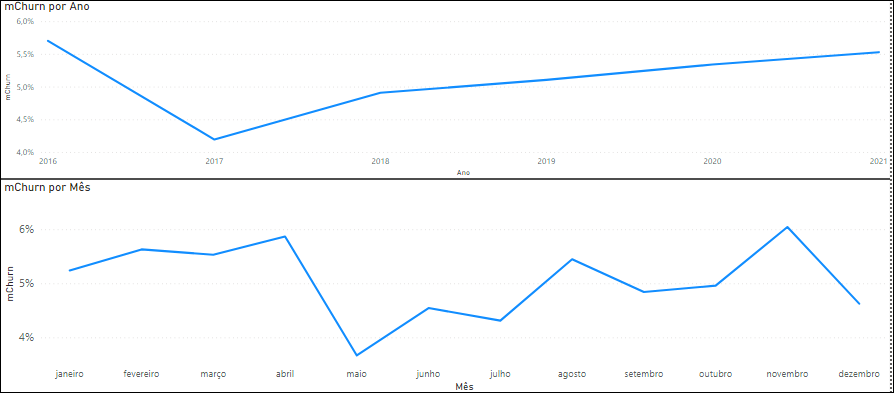 mChurn por Ano
6,0%
5,5%
5,0%
4,5%
4,0%
mChurn
2016 2017 2018 2019 2020 2021
Ano
mChurn por Mês
6%
5%
4%
mChurn
janeiro fevereiro março abril maio junho julho agosto setembro outubro novembro dezembro
Mês